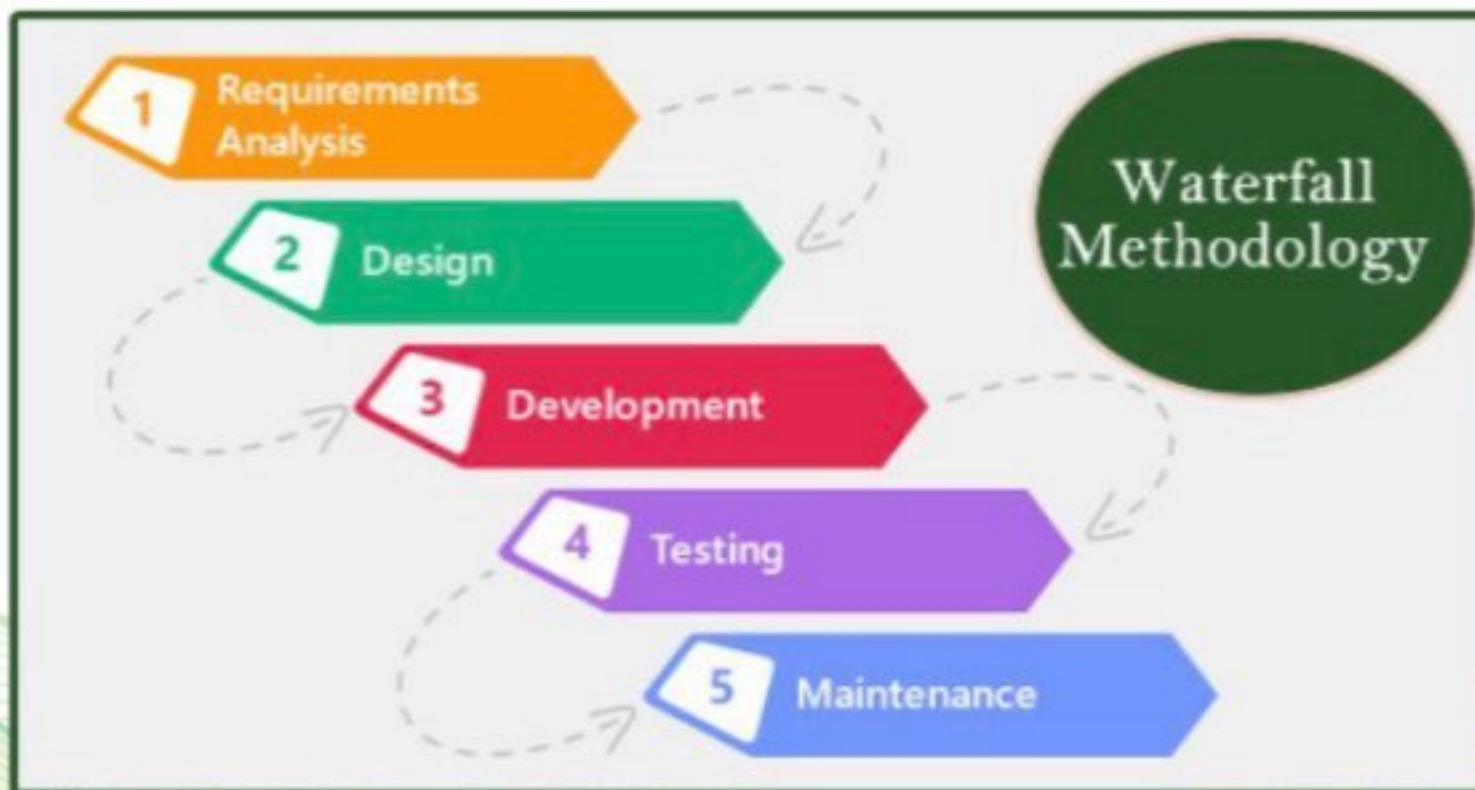 1
Requirements
Analysis
2
Design
3
Development
4
Testing
5
Maintenance
Waterfall
Methodology